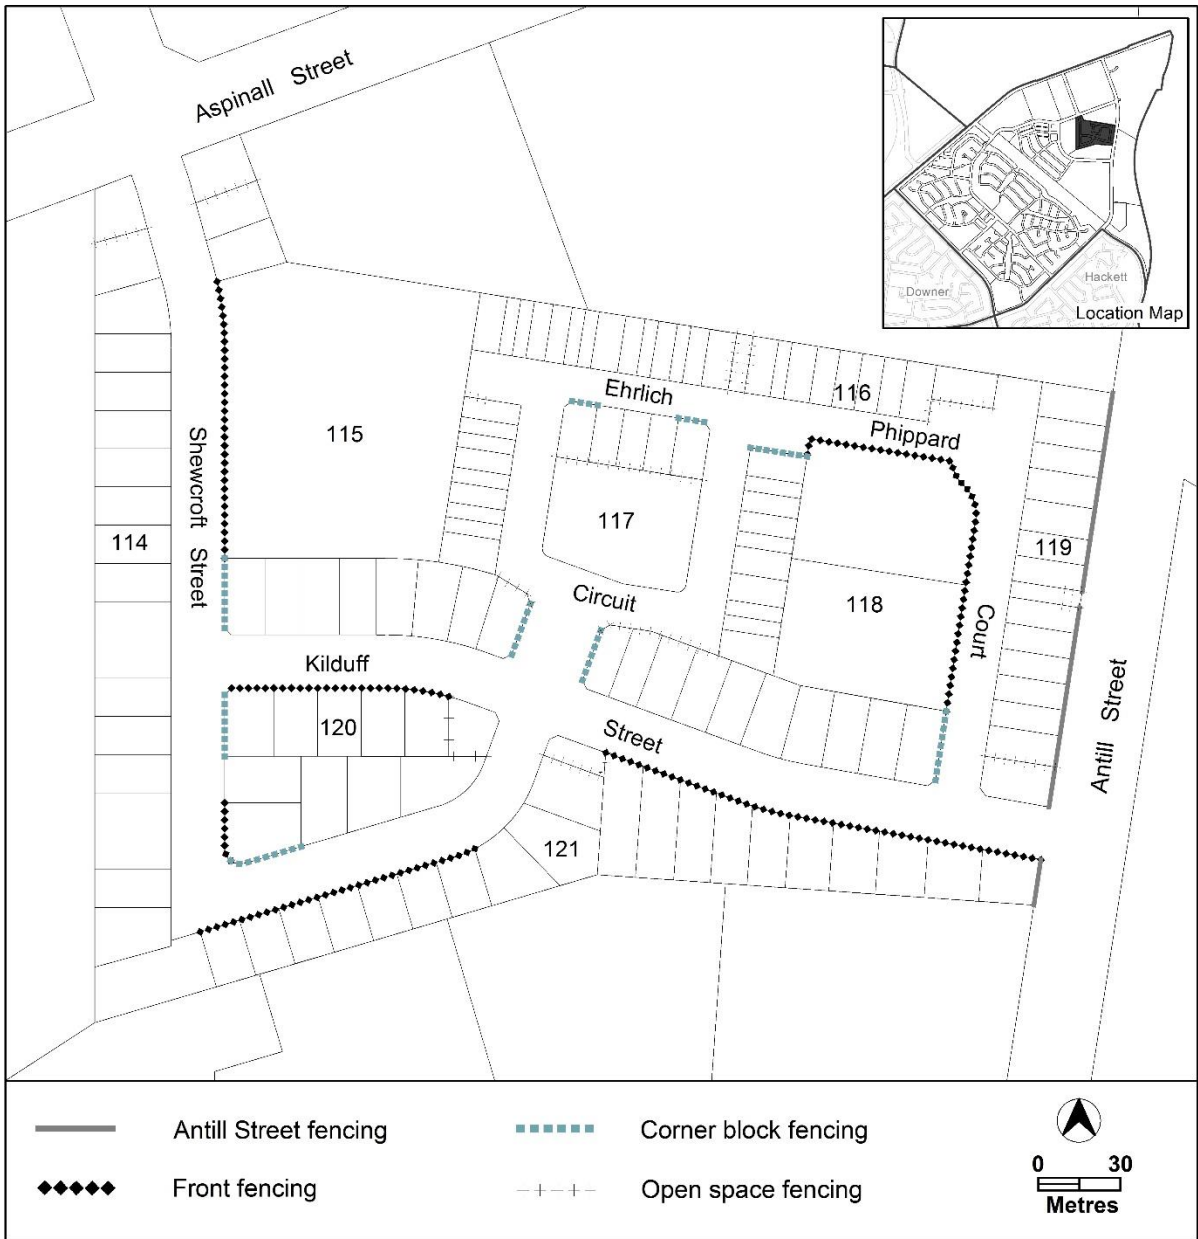 Aspinall Street
Downer
Hackett
Location Map
Ehrlich
116
Phippard
115
Shewcroft Street
114
117
119
Circuit
118
Court
Kilduff
120
Street
Antill Street
121
Antill Street fencing
Corner block fencing
Front fencing
Open space fencing
0 30
Metres